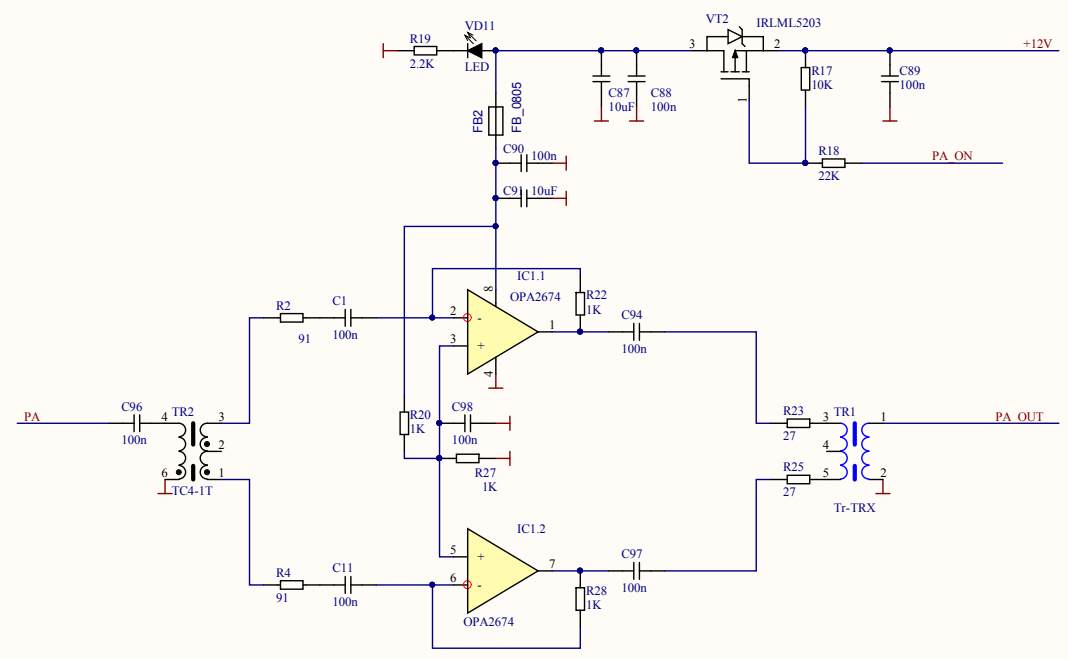 VD11
VT2 IRLML5203
R19
3 2 +12V
2.2K LED
C87 C88 R17 C89
10uF 100n 10K 100n
FB2 FB_0805 1
C90 100n
R18 PA_ON
22K
C91 10uF
IC1.1
8 OPA2674
R2 C1 2 - R22
1K
91 100n 3 + 1 C94
100n
4
C96 TR2 R20 C98 R23 TR1
PA 4 3 1K 3 1 PA_OUT
100n 2 100n 27 4
6 1 R27 R25 5 2
TC4-1T 1K 27
Tr-TRX
IC1.2
5 + C97
R4 C11 6 - 7
91 100n R28 100n
1K
OPA2674